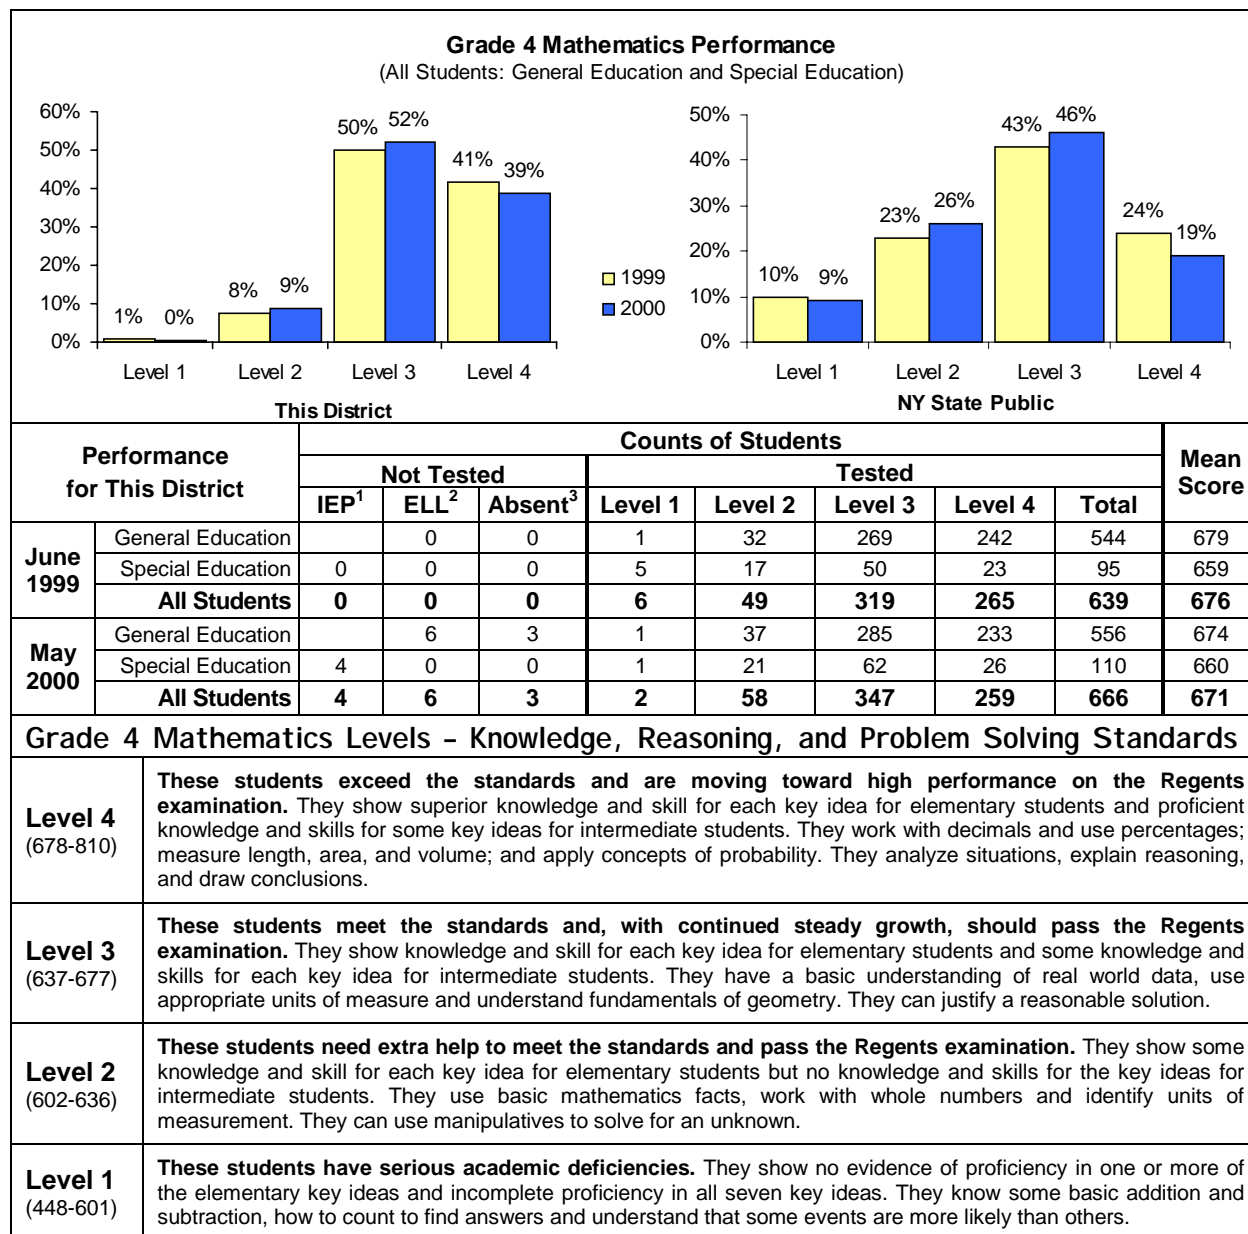 Grade 4 Mathematics Performance
(All Students: General Education and Special Education)
60%
50%
40%
30%
20%
10%
0%
1% 0%
8% 9%
50% 52%
41% 39%
Level 1 Level 2 Level 3 Level 4
This District
1999
2000
50%
40%
30%
20%
10%
0%
10% 9%
23% 26%
43% 46%
24% 19%
Level 1 Level 2 Level 3 Level 4
NY State Public
Performance for This District Counts of Students Mean Score
Not Tested Tested
IEP1 ELL2 Absent3 Level 1 Level 2 Level 3 Level 4 Total
June 1999
General Education 0 0 1 32 269 242 544 679
Special Education 0 0 0 5 17 50 23 95 659
All Students 0 0 0 6 49 319 265 639 676
May 2000
General Education 6 3 1 37 285 233 556 674
Special Education 4 0 0 1 21 62 26 110 660
All Students 4 6 3 2 58 347 259 666 671
Grade 4 Mathematics Levels – Knowledge, Reasoning, and Problem Solving Standards
Level 4
(678-810)
These students exceed the standards and are moving toward high performance on the Regents
examination. They show superior knowledge and skill for each key idea for elementary students and proficient
knowledge and skills for some key ideas for intermediate students. They work with decimals and use percentages;
measure length, area, and volume; and apply concepts of probability. They analyze situations, explain reasoning,
and draw conclusions.
Level 3
(637-677)
These students meet the standards and, with continued steady growth, should pass the Regents
examination. They show knowledge and skill for each key idea for elementary students and some knowledge and
skills for each key idea for intermediate students. They have a basic understanding of real world data, use
appropriate units of measure and understand fundamentals of geometry. They can justify a reasonable solution.
Level 2
(602-636)
These students need extra help to meet the standards and pass the Regents examination. They show some
knowledge and skill for each key idea for elementary students but no knowledge and skills for the key ideas for
intermediate students. They use basic mathematics facts, work with whole numbers and identify units of
measurement. They can use manipulatives to solve for an unknown.
Level 1
(448-601)
These students have serious academic deficiencies. They show no evidence of proficiency in one or more of
the elementary key ideas and incomplete proficiency in all seven key ideas. They know some basic addition and
subtraction, how to count to find answers and understand that some events are more likely than others.